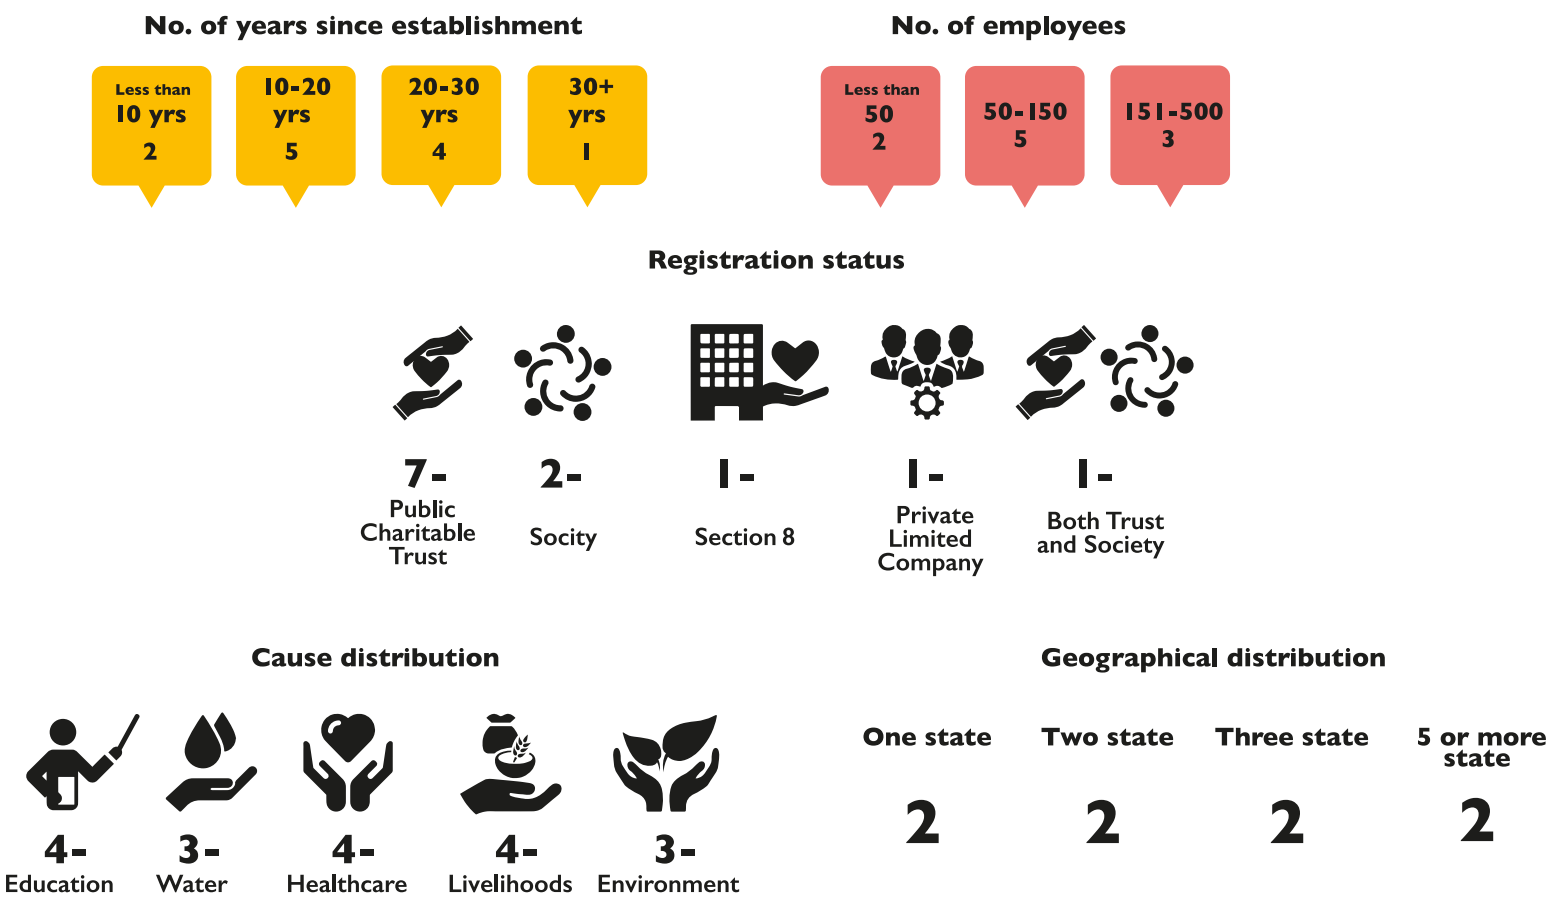 No. of years since establishment
No. of employees
Less than
10 yrs
2
10-20
yrs
5
20-30
yrs
4
30+
yrs
1
Less than
50
2
50-150
5
151-500
3
Registration status
7-
Public
Charitable
Trust
2-
Socity
1-
Section 8
1-
Private
Limited
Company
1-
Both Trust
and Society
Cause distribution
4-
Education
3-
Water
4-
Healthcare
4-
Livelihoods
3-
Environment
Geographical distribution
One state
2
Two state
2
Three state
2
5 or more
state
2